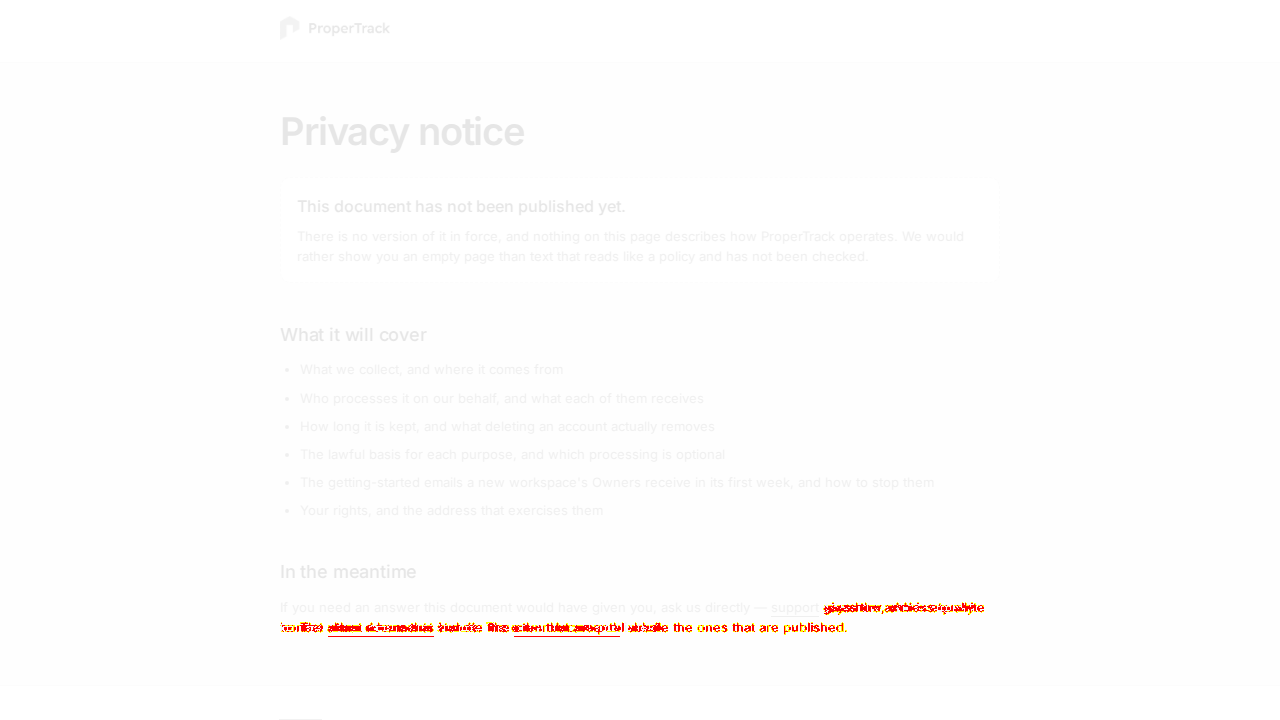 ProperTrack
Privacy notice
This document has not been published yet.
There is no version of it in force, and nothing on this page describes how ProperTrack operates. We would
rather show you an empty page than text that reads like a policy and has not been checked.
What it will cover
• What we collect, and where it comes from
• Who processes it on our behalf, and what each of them receives
• How long it is kept, and what deleting an account actually removes
• The lawful basis for each purpose, and which processing is optional
• The getting-started emails a new workspace's Owners receive in its first week, and how to stop them
• Your rights, and the address that exercises them
In the meantime
If you need an answer this document would have given you, ask us directly — support
the ones that are published.